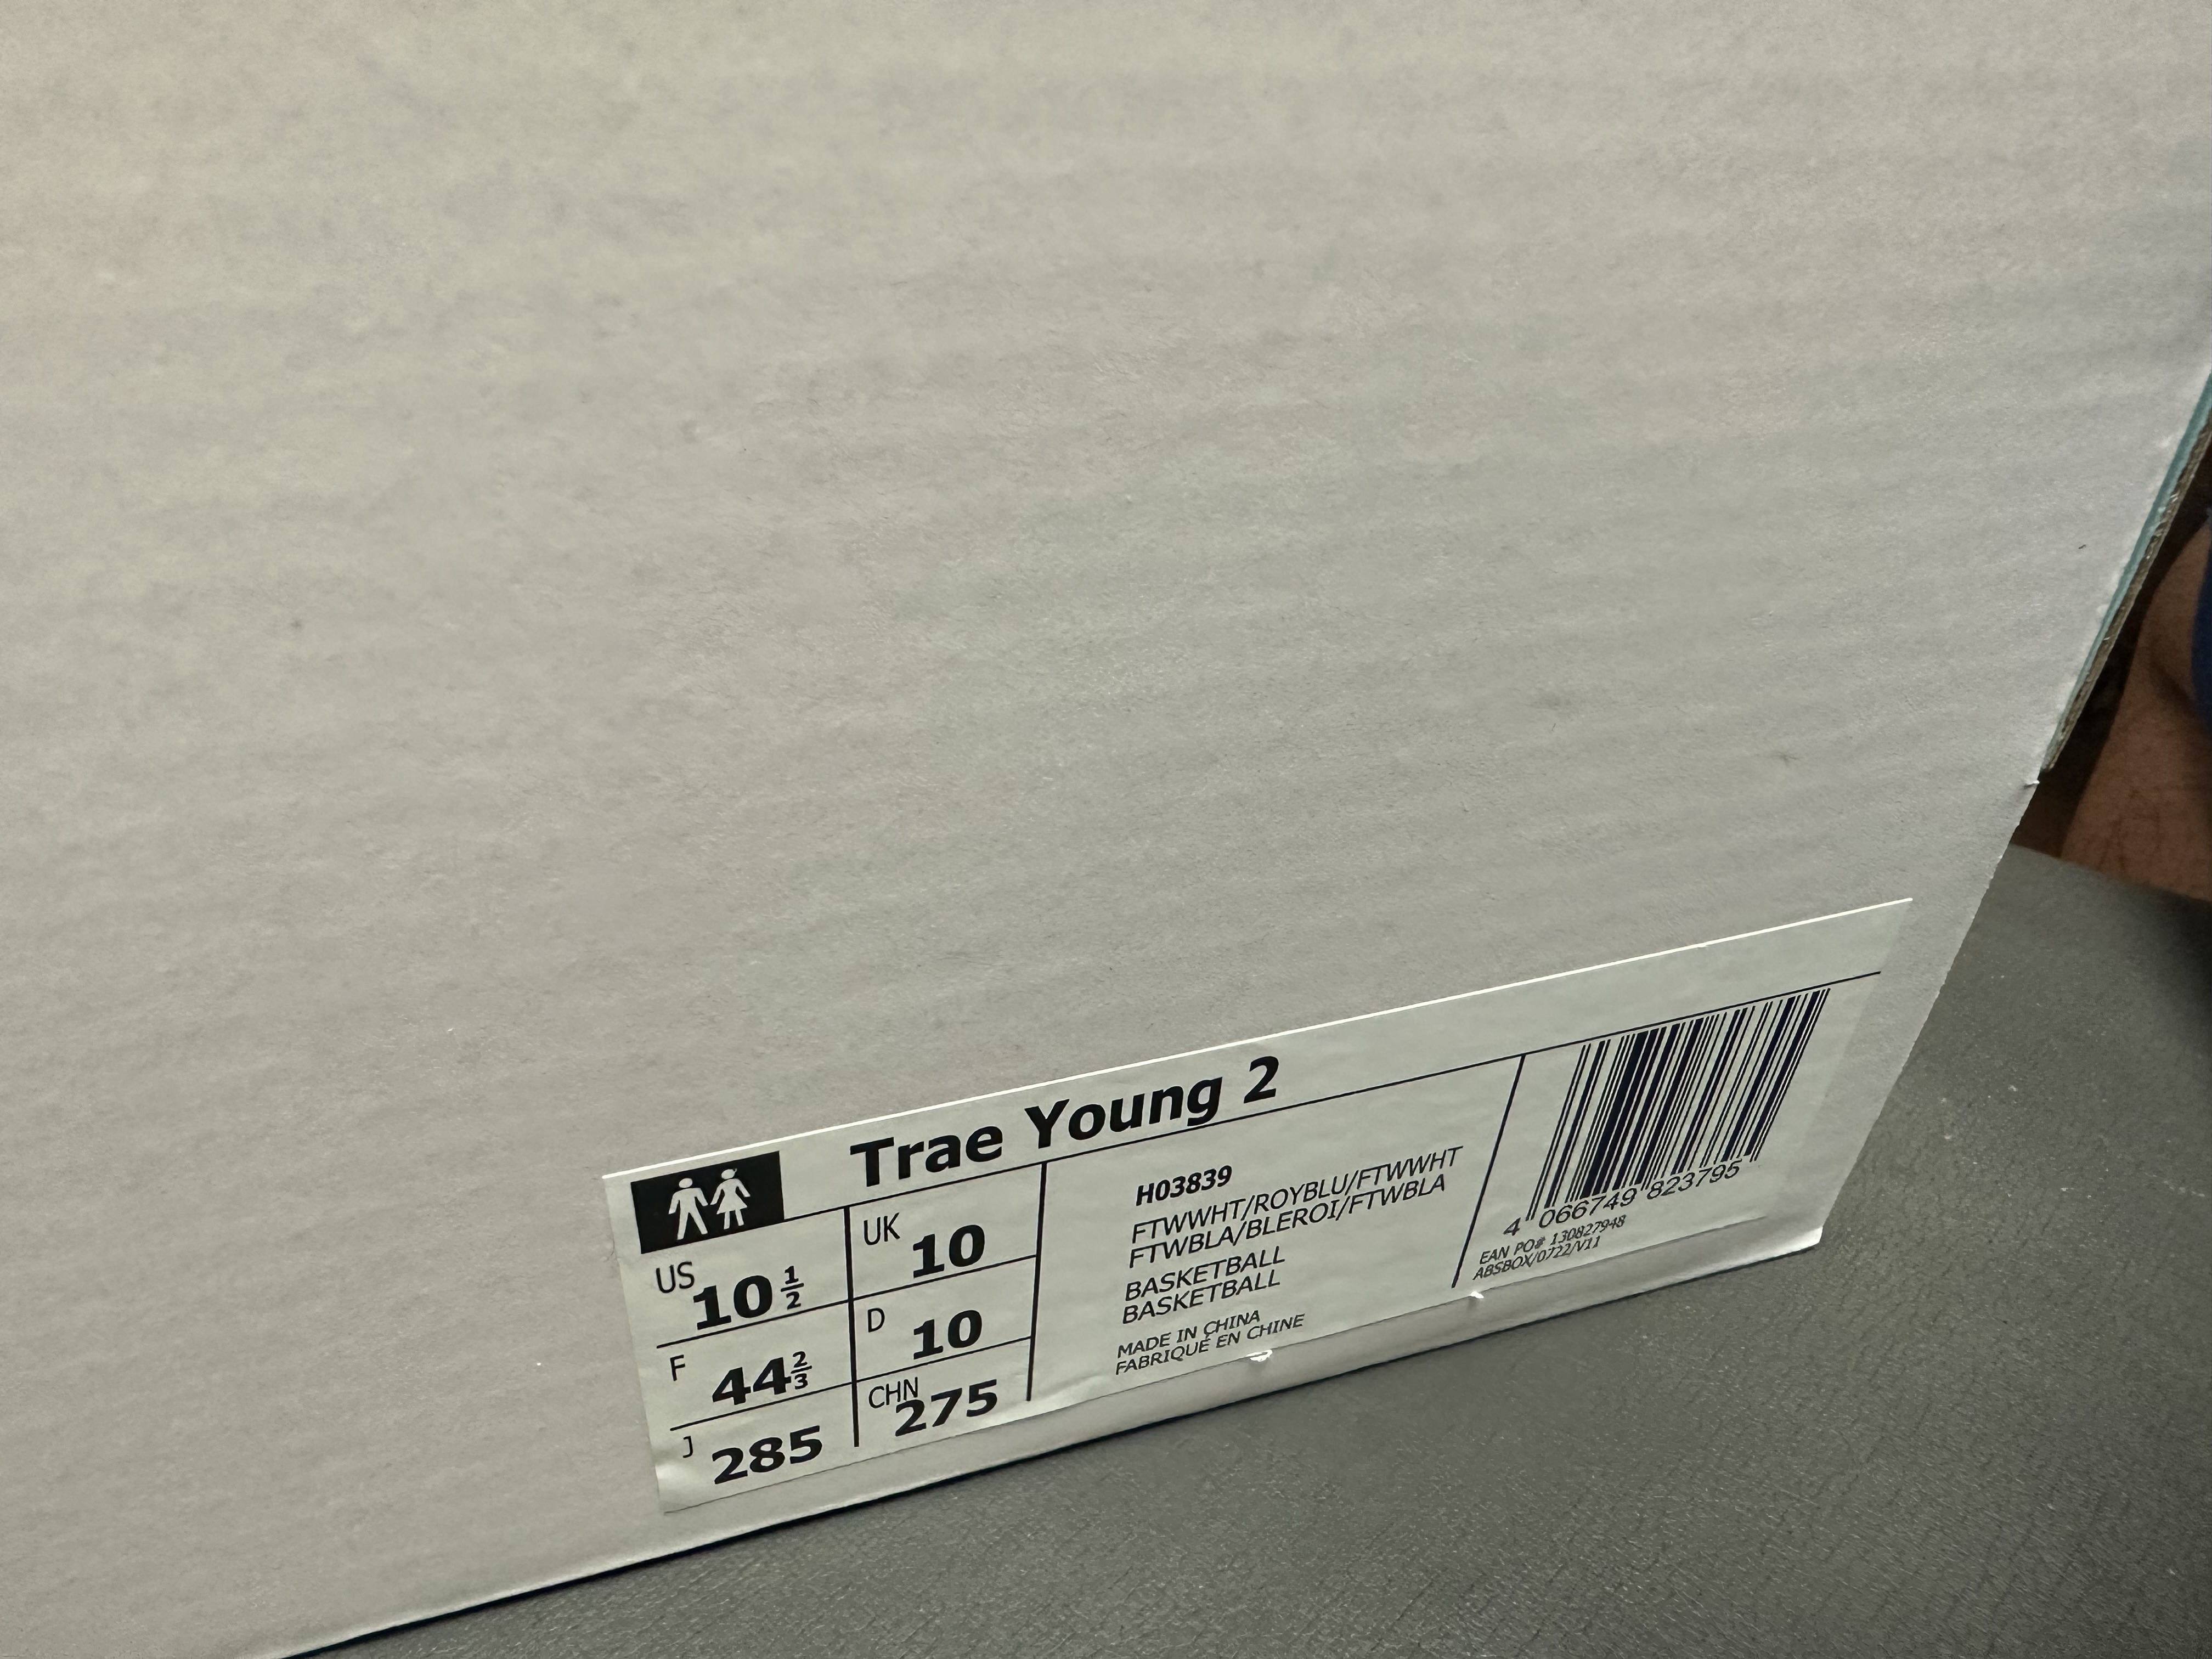 Trae Young 2
US 10 1/2
UK 10
F 44 2/3
D 10
J 285
CHN 275
H03839
FTWWHT/ROYBLU/FTWWHT
FTWBLA/BLEROI/FTWBLA
BASKETBALL
BASKETBALL
MADE IN CHINA
FABRIQUÉ EN CHINE
4 066749 823795
EAN PO# 130827948
ABSBOX/0722/V11